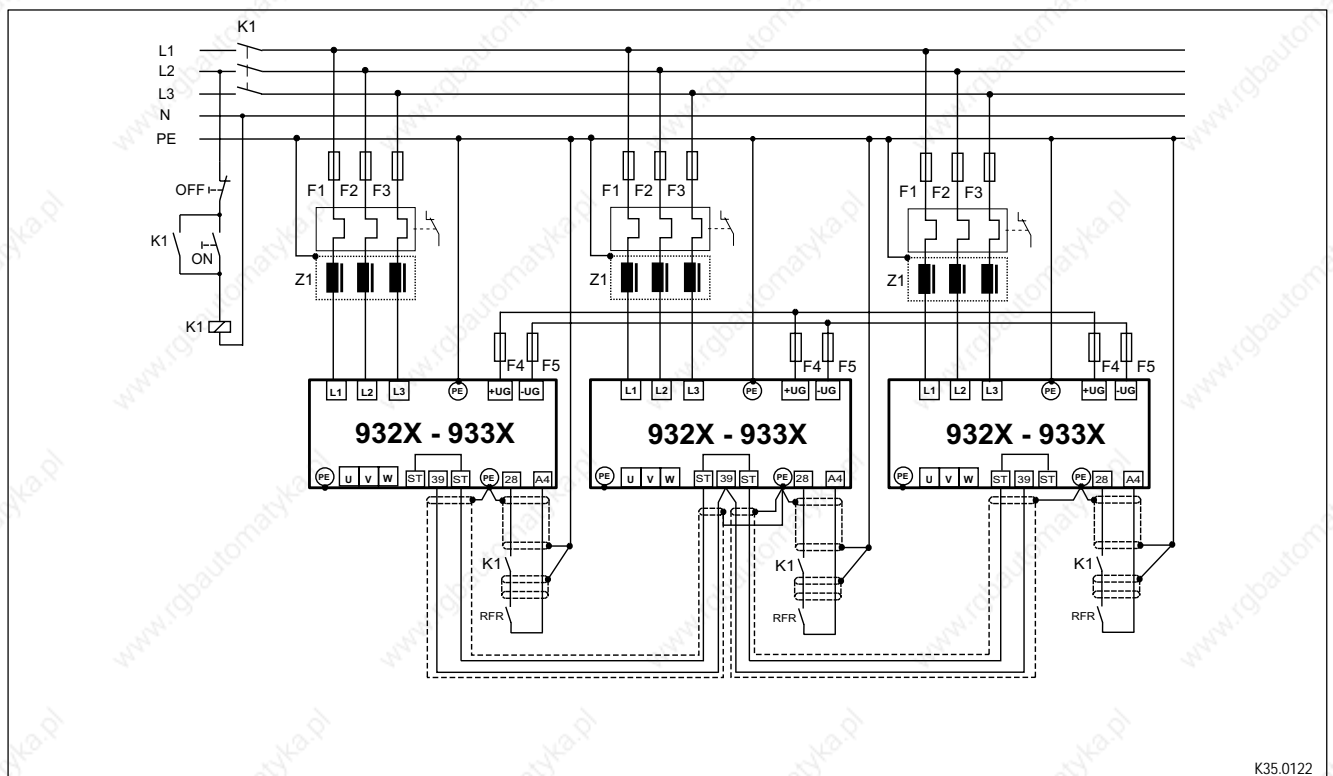 K1
L1
L2
L3
N
PE
OFF
K1
ON
K1
F1 F2 F3
Z1
F1 F2 F3
Z1
F1 F2 F3
Z1
F4 F5
F4 F5
F4 F5
L1 L2 L3 PE +UG -UG
932X - 933X
PE U V W ST 39 ST PE 28 A4
L1 L2 L3 PE +UG -UG
932X - 933X
PE U V W ST 39 ST PE 28 A4
L1 L2 L3 PE +UG -UG
932X - 933X
PE U V W ST 39 ST PE 28 A4
K1
RFR
K1
RFR
K1
RFR
K35.0122
www.rgbautomatyka.pl